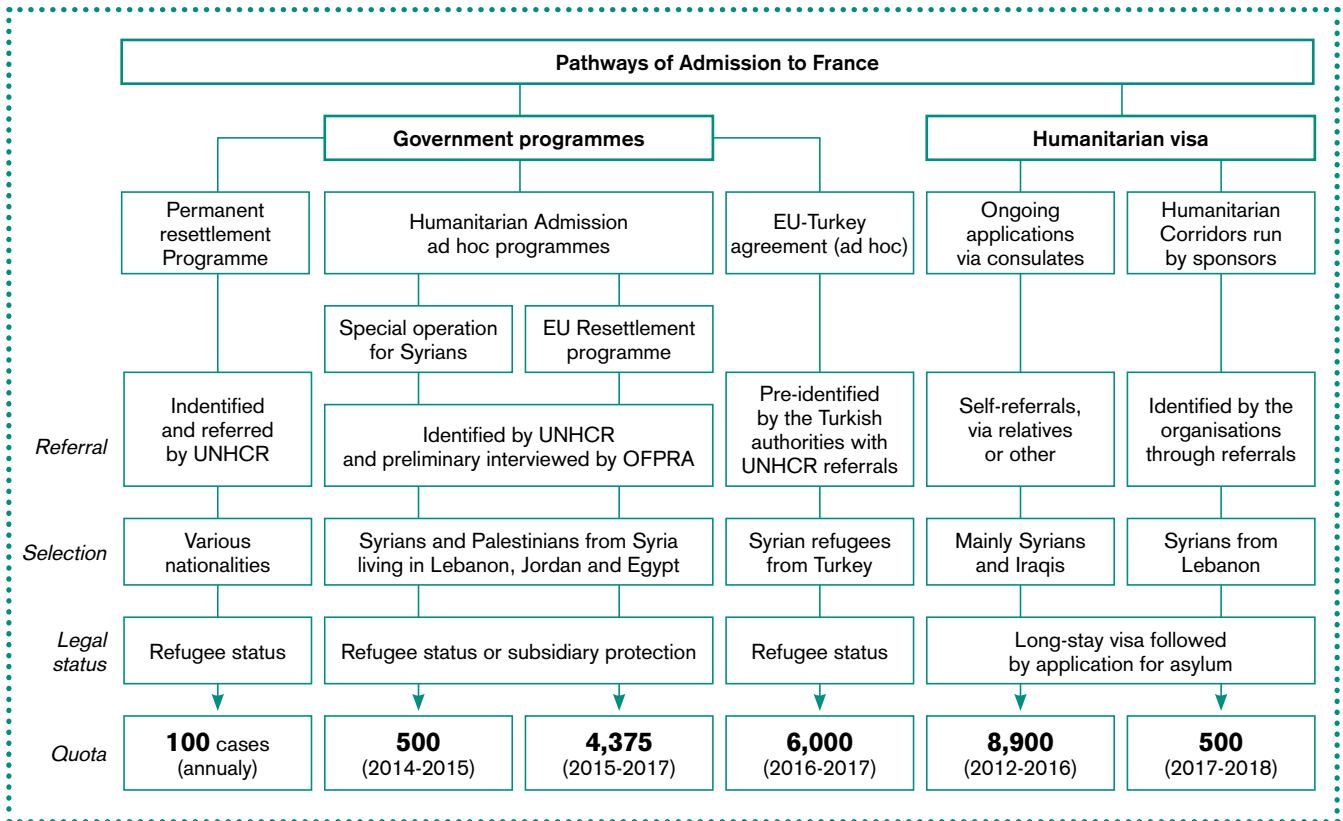 Pathways of Admission to France
Government programmes
Humanitarian visa
Permanent
resettlement
Programme
Humanitarian Admission
ad hoc programmes
EU-Turkey
agreement (ad hoc)
Ongoing
applications
via consulates
Humanitarian
Corridors run
by sponsors
Special operation
for Syrians
EU Resettlement
programme
Referral
Indentified
and referred
by UNHCR
Identified by UNHCR
and preliminary interviewed by OFPRA
Pre-identified
by the Turkish
authorities with
UNHCR referrals
Self-referrals,
via relatives
or other
Identified by the
organisations
through referrals
Selection
Various
nationalities
Syrians and Palestinians from Syria
living in Lebanon, Jordan and Egypt
Syrian refugees
from Turkey
Mainly Syrians
and Iraqis
Syrians from
Lebanon
Legal
status
Refugee status
Refugee status or subsidiary protection
Refugee status
Long-stay visa followed
by application for asylum
Quota
100 cases
(annualy)
500
(2014-2015)
4,375
(2015-2017)
6,000
(2016-2017)
8,900
(2012-2016)
500
(2017-2018)